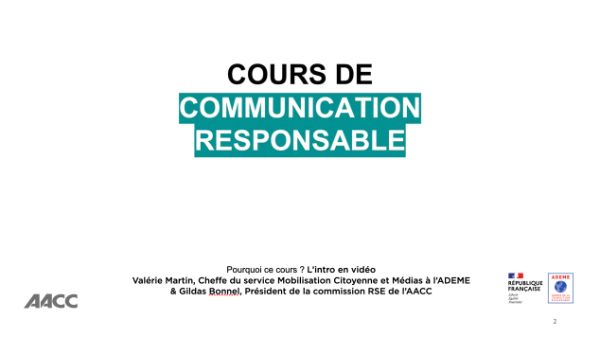 COURS DE
COMMUNICATION
RESPONSABLE
Pourquoi ce cours ? L'intro en vidéo
Valérie Martin, Cheffe du service Mobilisation Citoyenne et Médias à l'ADEME
& Gildas Bonnel, Président de la commission RSE de l'AACC
AACC
RÉPUBLIQUE
FRANÇAISE
Liberté
Égalité
Fraternité
ADEME
2